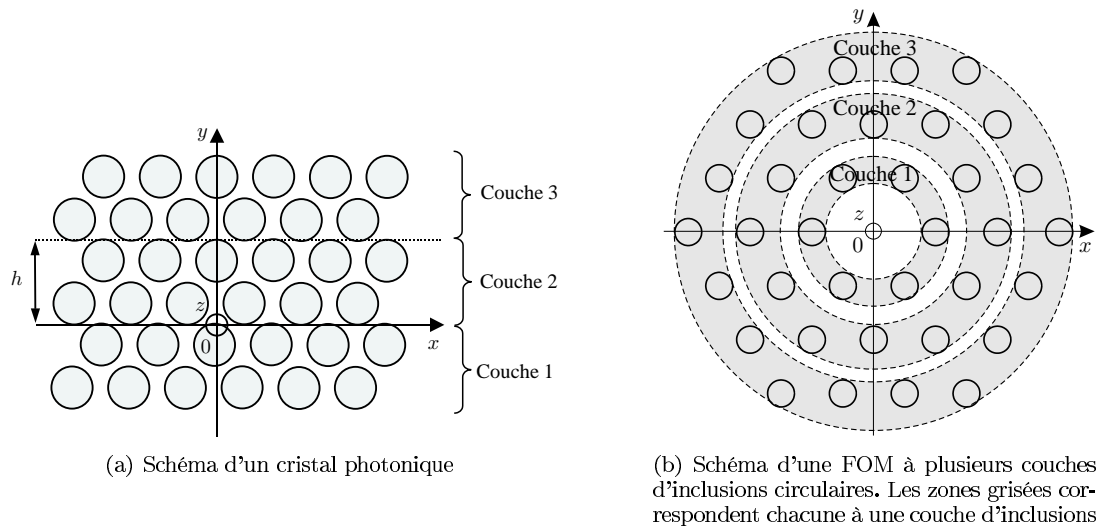 y
Couche 3
Couche 2
h
z
0
x
Couche 1
(a) Schéma d'un cristal photonique
y
Couche 3
Couche 2
Couche 1
z
0
x
(b) Schéma d'une FOM à plusieurs couches
d'inclusions circulaires. Les zones grisées cor-
respondent chacune à une couche d'inclusions